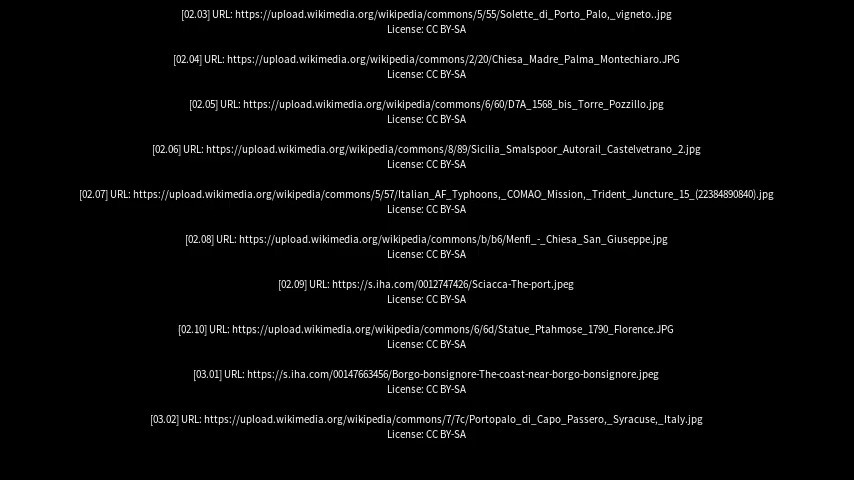 [02.03] URL: https://upload.wikimedia.org/wikipedia/commons/5/55/Solette_di_Porto_Palo,_vigneto..jpg
License: CC BY-SA
[02.04] URL: https://upload.wikimedia.org/wikipedia/commons/2/20/Chiesa_Madre_Palma_Montechiaro.JPG
License: CC BY-SA
[02.05] URL: https://upload.wikimedia.org/wikipedia/commons/6/60/D7A_1568_bis_Torre_Pozzillo.jpg
License: CC BY-SA
[02.06] URL: https://upload.wikimedia.org/wikipedia/commons/8/89/Sicilia_Smalspoor_Autorail_Castelvetrano_2.jpg
License: CC BY-SA
[02.07] URL: https://upload.wikimedia.org/wikipedia/commons/5/57/Italian_AF_Typhoons,_COMAO_Mission,_Trident_Juncture_15_(22384890840).jpg
License: CC BY-SA
[02.08] URL: https://upload.wikimedia.org/wikipedia/commons/b/b6/Menfi_-_Chiesa_San_Giuseppe.jpg
License: CC BY-SA
[02.09] URL: https://s.iha.com/0012747426/Sciacca-The-port.jpeg
License: CC BY-SA
[02.10] URL: https://upload.wikimedia.org/wikipedia/commons/6/6d/Statue_Ptahmose_1790_Florence.JPG
License: CC BY-SA
[03.01] URL: https://s.iha.com/00147663456/Borgo-bonsignore-The-coast-near-borgo-bonsignore.jpeg
License: CC BY-SA
[03.02] URL: https://upload.wikimedia.org/wikipedia/commons/7/7c/Portopalo_di_Capo_Passero,_Syracuse,_Italy.jpg
License: CC BY-SA